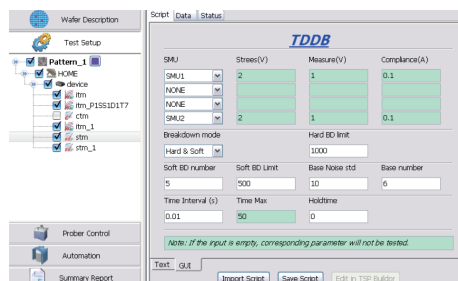 Wafer Description
Test Setup
Pattern_1
HOME
device
itm
itm_P1SS1D1T7
ctm
itm_1
stm
stm_1
Prober Control
Automation
Summary Report
Script Data Status
TDDB
SMU Strees(V) Measure(V) Compliance(A)
SMU1 2 1 0.1
NONE
NONE
SMU2 2 1 0.1
Breakdown mode Hard BD limit
Hard & Soft 1000
Soft BD number Soft BD Limit Base Noise std Base number
5 500 10 6
Time Interval (s) Time Max Holdtime
0.01 50 0
Note: If the input is empty, corresponding parameter will not be tested.
Text GUI
Import Script Save Script Edit in TSP Buildor